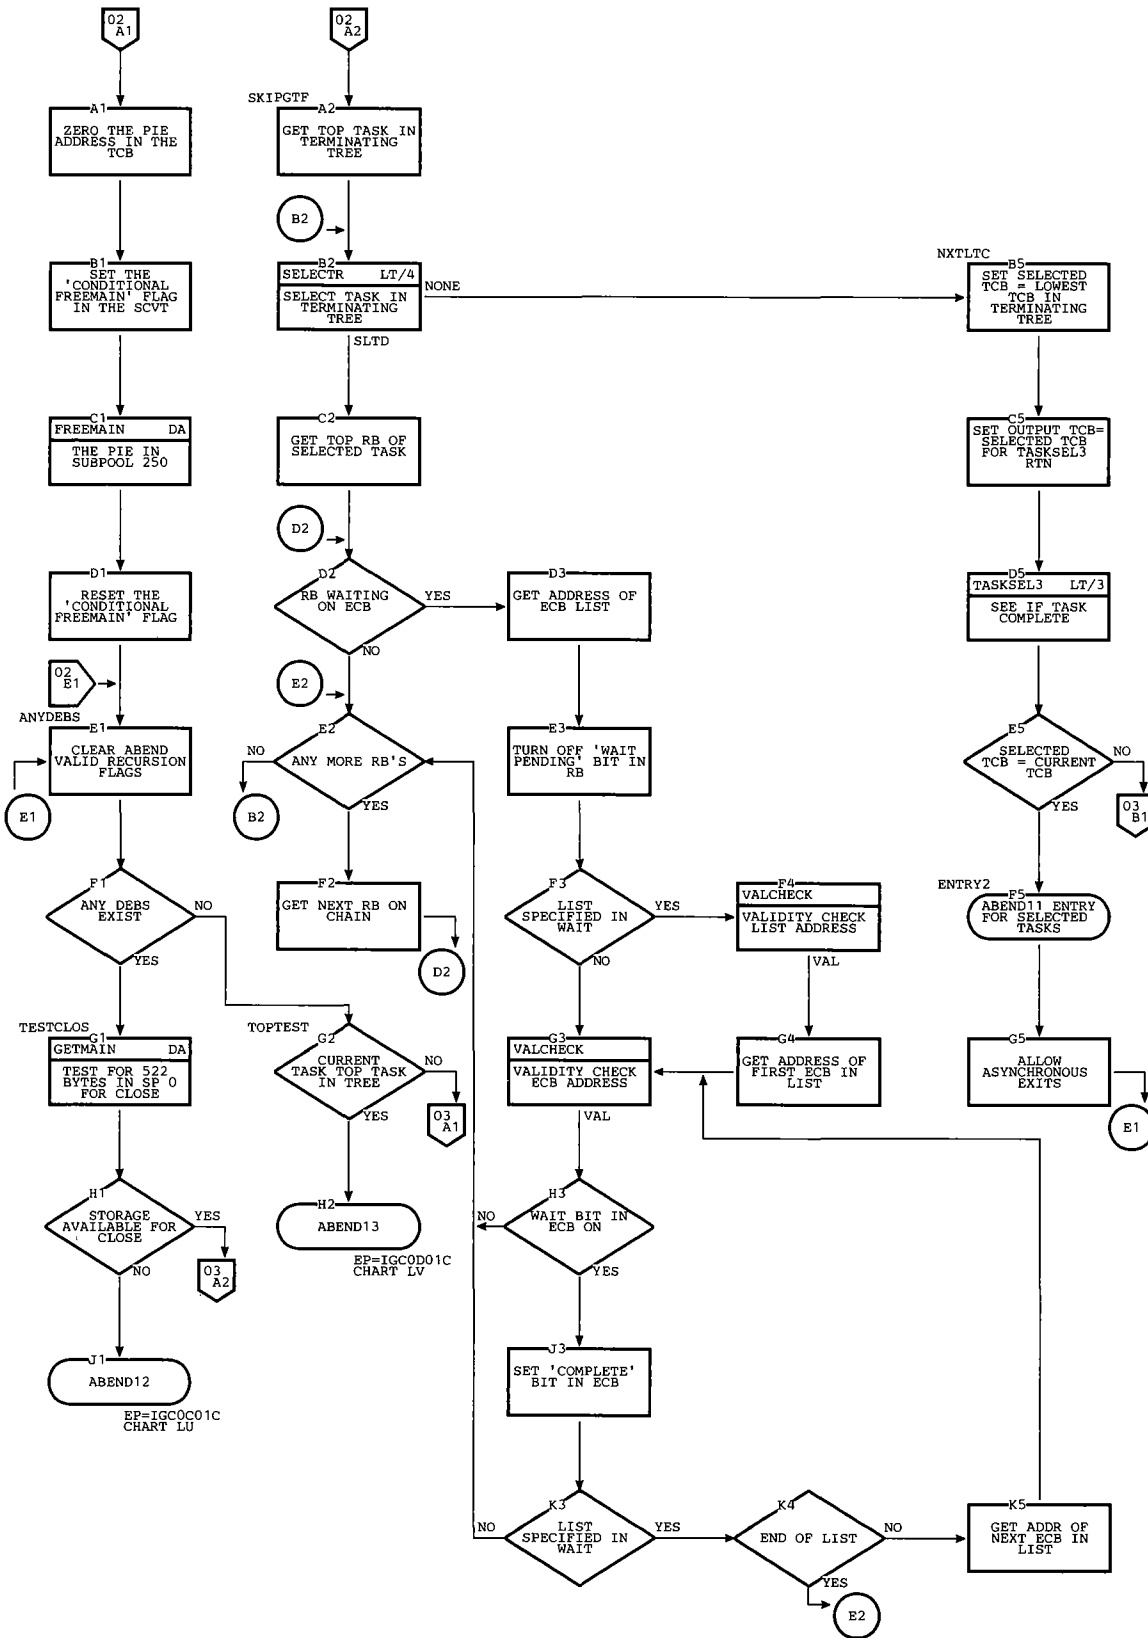 02
A1
02
A2
A1
ZERO THE PIE
ADDRESS IN THE
TCB
SKIPGTF
A2
GET TOP TASK IN
TERMINATING
TREE
B2
B1
SET THE
'CONDITIONAL
FREEMAIN' FLAG
IN THE SCVT
B2
SELECTR LT/4
SELECT TASK IN
TERMINATING
TREE
NONE
SLTD
NXTLTC
B5
SET SELECTED
TCB = LOWEST
TCB IN
TERMINATING
TREE
C1
FREEMAIN DA
THE PIE IN
SUBPOOL 250
C2
GET TOP RB OF
SELECTED TASK
C5
SET OUTPUT TCB=
SELECTED TCB
FOR TASKSEL3
RTN
D2
D1
RESET THE
'CONDITIONAL
FREEMAIN' FLAG
D2
RB WAITING
ON ECB
YES
NO
D3
GET ADDRESS OF
ECB LIST
D5
TASKSEL3 LT/3
SEE IF TASK
COMPLETE
02
E1
E2
ANYDEBS
E1
CLEAR ABEND
VALID RECURSION
FLAGS
E1
E2
ANY MORE RB'S
NO
B2
YES
E3
TURN OFF 'WAIT
PENDING' BIT IN
RB
E5
SELECTED
TCB = CURRENT
TCB
NO
03
B1
YES
F1
ANY DEBS
EXIST
NO
YES
F2
GET NEXT RB ON
CHAIN
D2
F3
LIST
SPECIFIED IN
WAIT
YES
NO
F4
VALCHECK
VALIDITY CHECK
LIST ADDRESS
VAL
ENTRY2
F5
ABEND11 ENTRY
FOR SELECTED
TASKS
TESTCLOS
G1
GETMAIN DA
TEST FOR 522
BYTES IN SP 0
FOR CLOSE
TOPTEST
G2
CURRENT
TASK TOP TASK
IN TREE
NO
03
A1
YES
G3
VALCHECK
VALIDITY CHECK
ECB ADDRESS
VAL
G4
GET ADDRESS OF
FIRST ECB IN
LIST
G5
ALLOW
ASYNCHRONOUS
EXITS
E1
H1
STORAGE
AVAILABLE FOR
CLOSE
YES
03
A2
NO
H2
ABEND13
EP=IGC0D01C
CHART LV
H3
WAIT BIT IN
ECB ON
NO
YES
J1
ABEND12
EP=IGC0C01C
CHART LU
J3
SET 'COMPLETE'
BIT IN ECB
K3
LIST
SPECIFIED IN
WAIT
NO
YES
K4
END OF LIST
NO
YES
E2
K5
GET ADDR OF
NEXT ECB IN
LIST